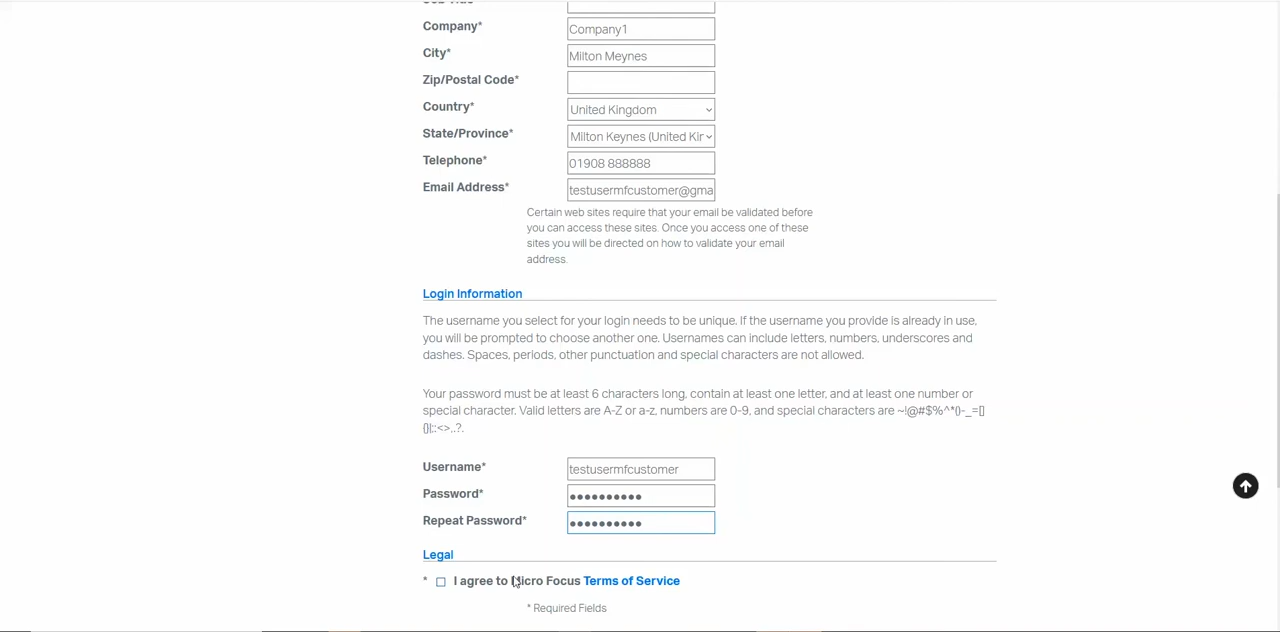 Company*
Company1
City*
Milton Meynes
Zip/Postal Code*
Country*
United Kingdom
State/Province*
Milton Keynes (United Kir
Telephone*
01908 888888
Email Address*
testusermfcustomer@gma
Certain web sites require that your email be validated before
you can access these sites. Once you access one of these
sites you will be directed on how to validate your email
address.
Login Information
The username you select for your login needs to be unique. If the username you provide is already in use,
you will be prompted to choose another one. Usernames can include letters, numbers, underscores and
dashes. Spaces, periods, other punctuation and special characters are not allowed.
Your password must be at least 6 characters long, contain at least one letter, and at least one number or
special character. Valid letters are A-Z or a-z, numbers are 0-9, and special characters are ~!@#$%^*()-_=[]
{}|;:<>,.?.
Username*
testusermfcustomer
Password*
●●●●●●●●●●
Repeat Password*
●●●●●●●●●●
Legal
* I agree to Micro Focus Terms of Service
* Required Fields